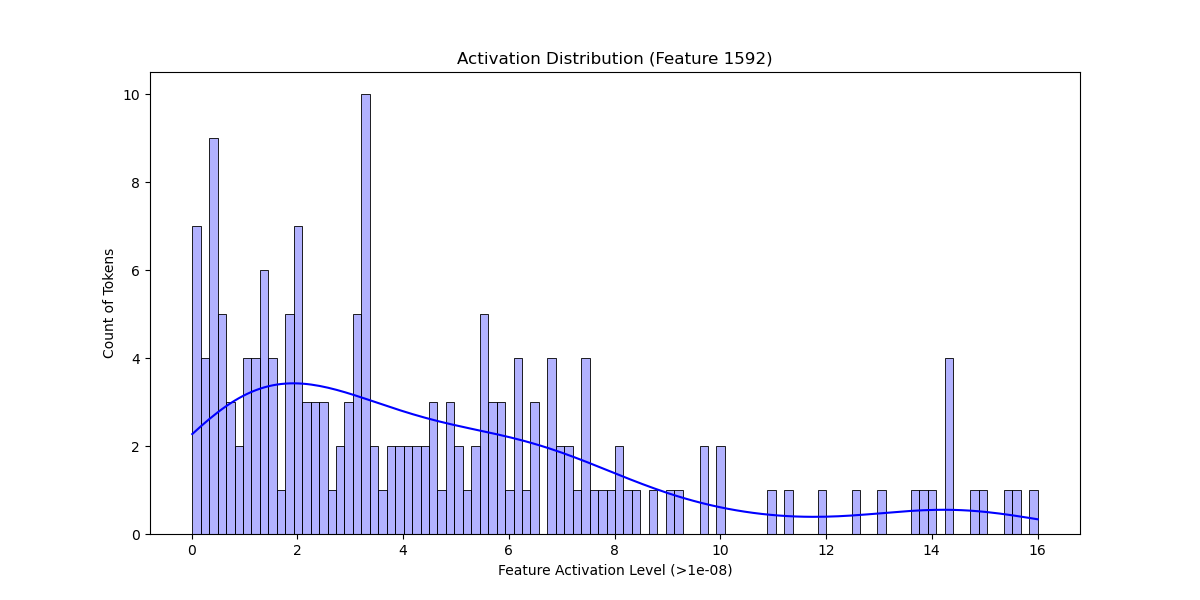 Activation Distribution (Feature 1592)
10
8
6
4
2
0
Count of Tokens
0 2 4 6 8 10 12 14 16
Feature Activation Level (>1e-08)